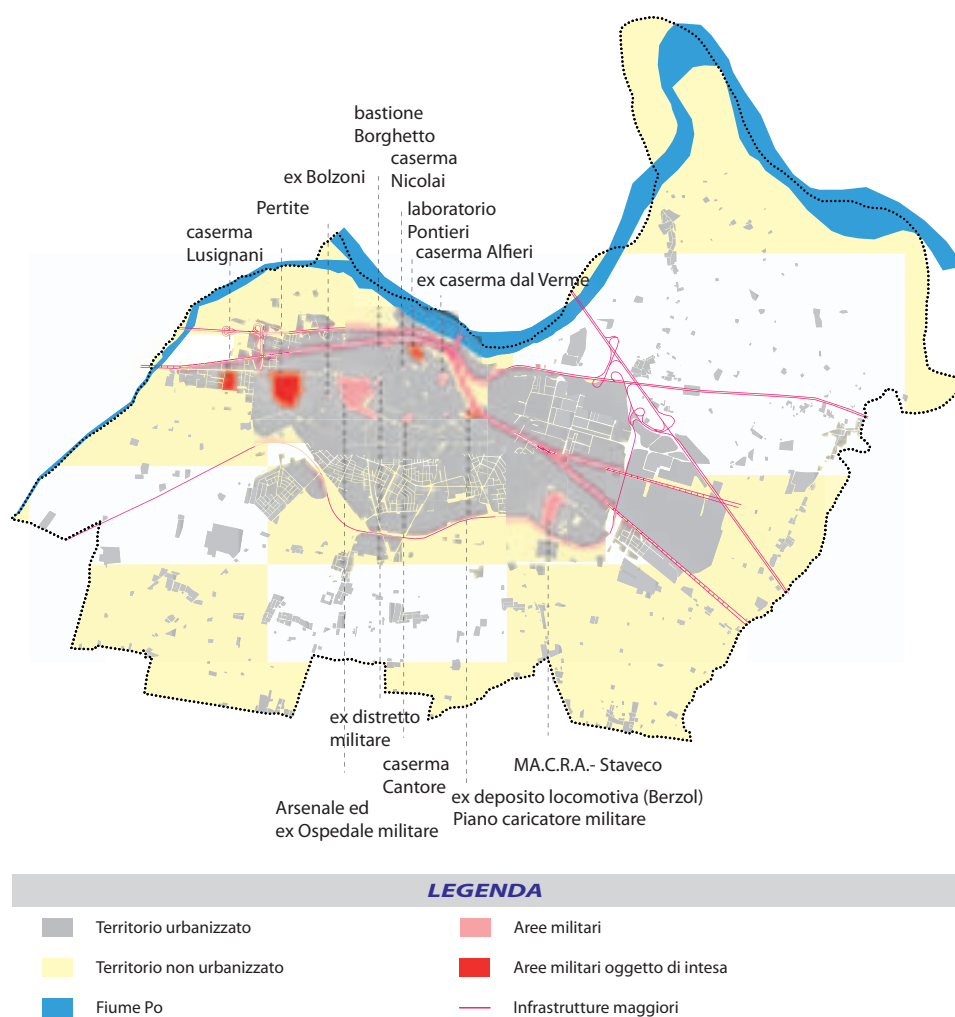 bastione
Borghetto
caserma
Nicolai
ex Bolzoni
Pertite
laboratorio
Pontieri
caserma
Lusignani
caserma Alfieri
ex caserma dal Verme
ex distretto
militare
caserma
Cantore
MA.C.R.A.- Staveco
Arsenale ed
ex Ospedale militare
ex deposito locomotiva (Berzol)
Piano caricatore militare
LEGENDA
Territorio urbanizzato
Aree militari
Territorio non urbanizzato
Aree militari oggetto di intesa
Fiume Po
Infrastrutture maggiori